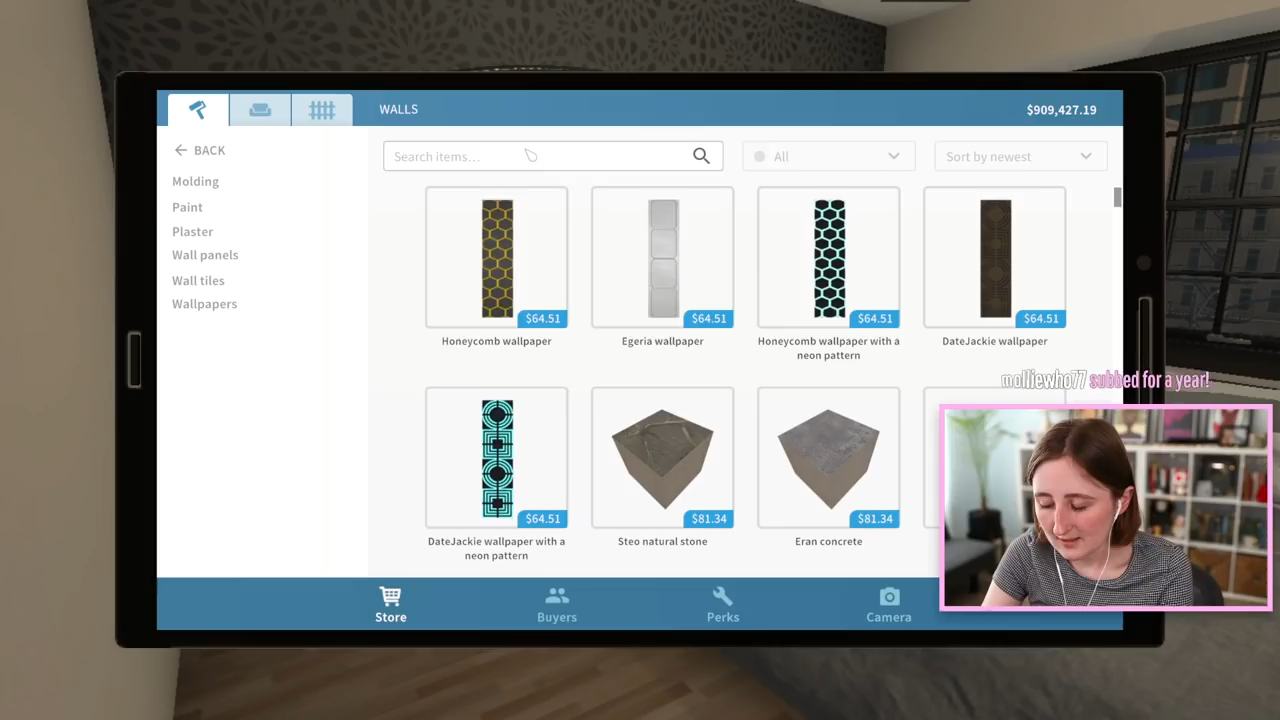 WALLS
$909,427.19
BACK
Search items...
All
Sort by newest
Molding
Paint
Plaster
Wall panels
Wall tiles
Wallpapers
$64.51
$64.51
$64.51
$64.51
Honeycomb wallpaper
Egeria wallpaper
Honeycomb wallpaper with a
neon pattern
DateJackie wallpaper
molliewho77 subbed for a year!
$64.51
$81.34
$81.34
DateJackie wallpaper with a
neon pattern
Steo natural stone
Eran concrete
Store
Buyers
Perks
Camera